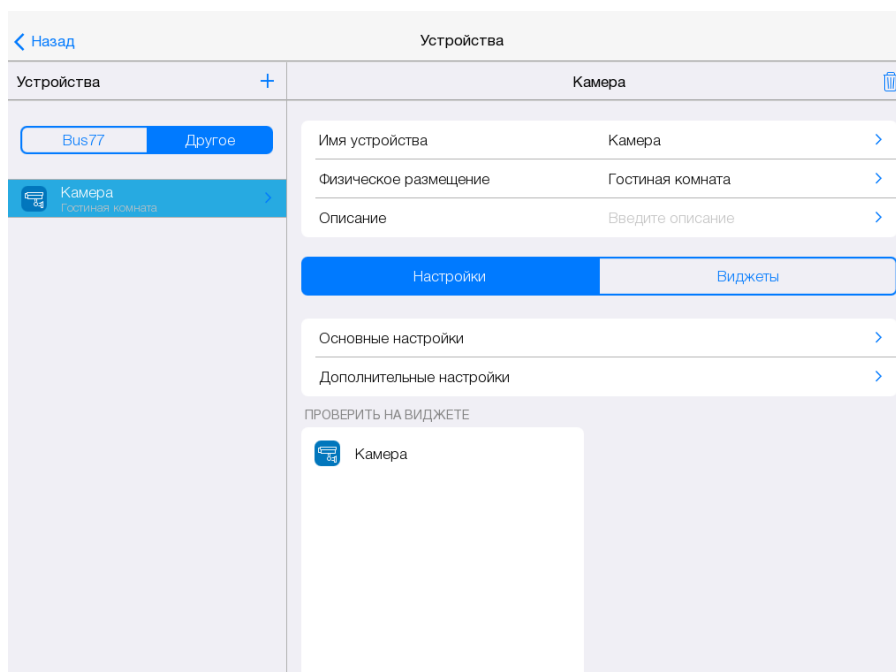 Назад
Устройства
Устройства
Камера
Bus77
Другое
Камера
Гостиная комната
Имя устройства
Камера
Физическое размещение
Гостиная комната
Описание
Введите описание
Настройки
Виджеты
Основные настройки
Дополнительные настройки
ПРОВЕРИТЬ НА ВИДЖЕТЕ
Камера